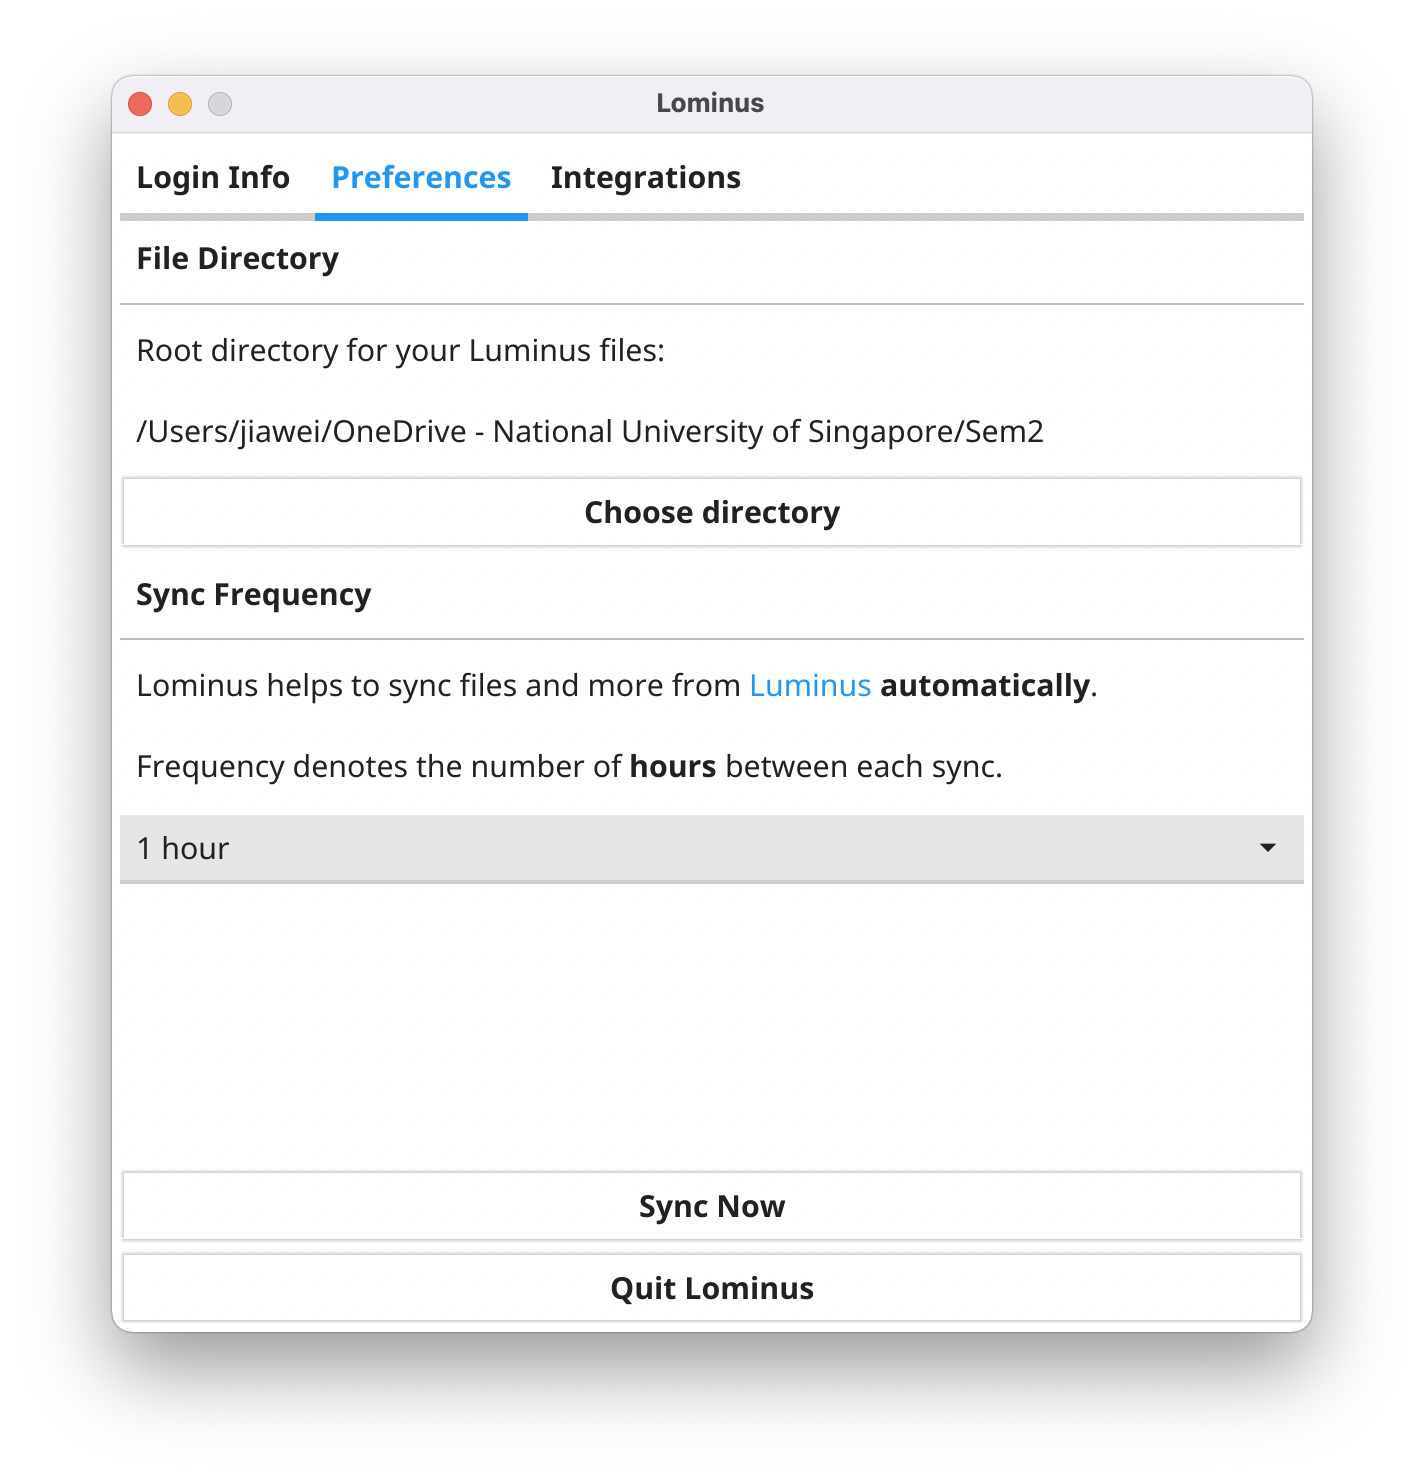 Lominus
Login Info Preferences Integrations
File Directory
Root directory for your Luminus files:
/Users/jiawei/OneDrive - National University of Singapore/Sem2
Choose directory
Sync Frequency
Lominus helps to sync files and more from Luminus automatically.
Frequency denotes the number of hours between each sync.
1 hour
Sync Now
Quit Lominus